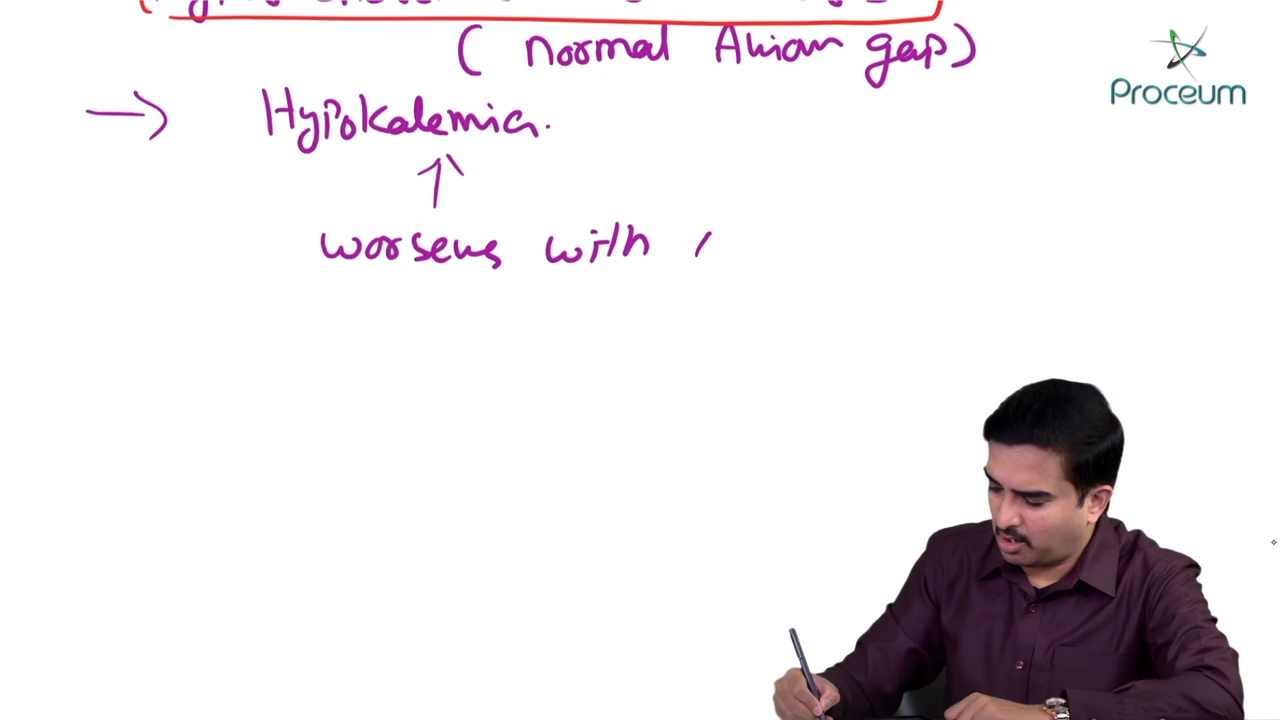 ( normal Anion gap)
Proceum
→ Hypokalemia.
worsens with